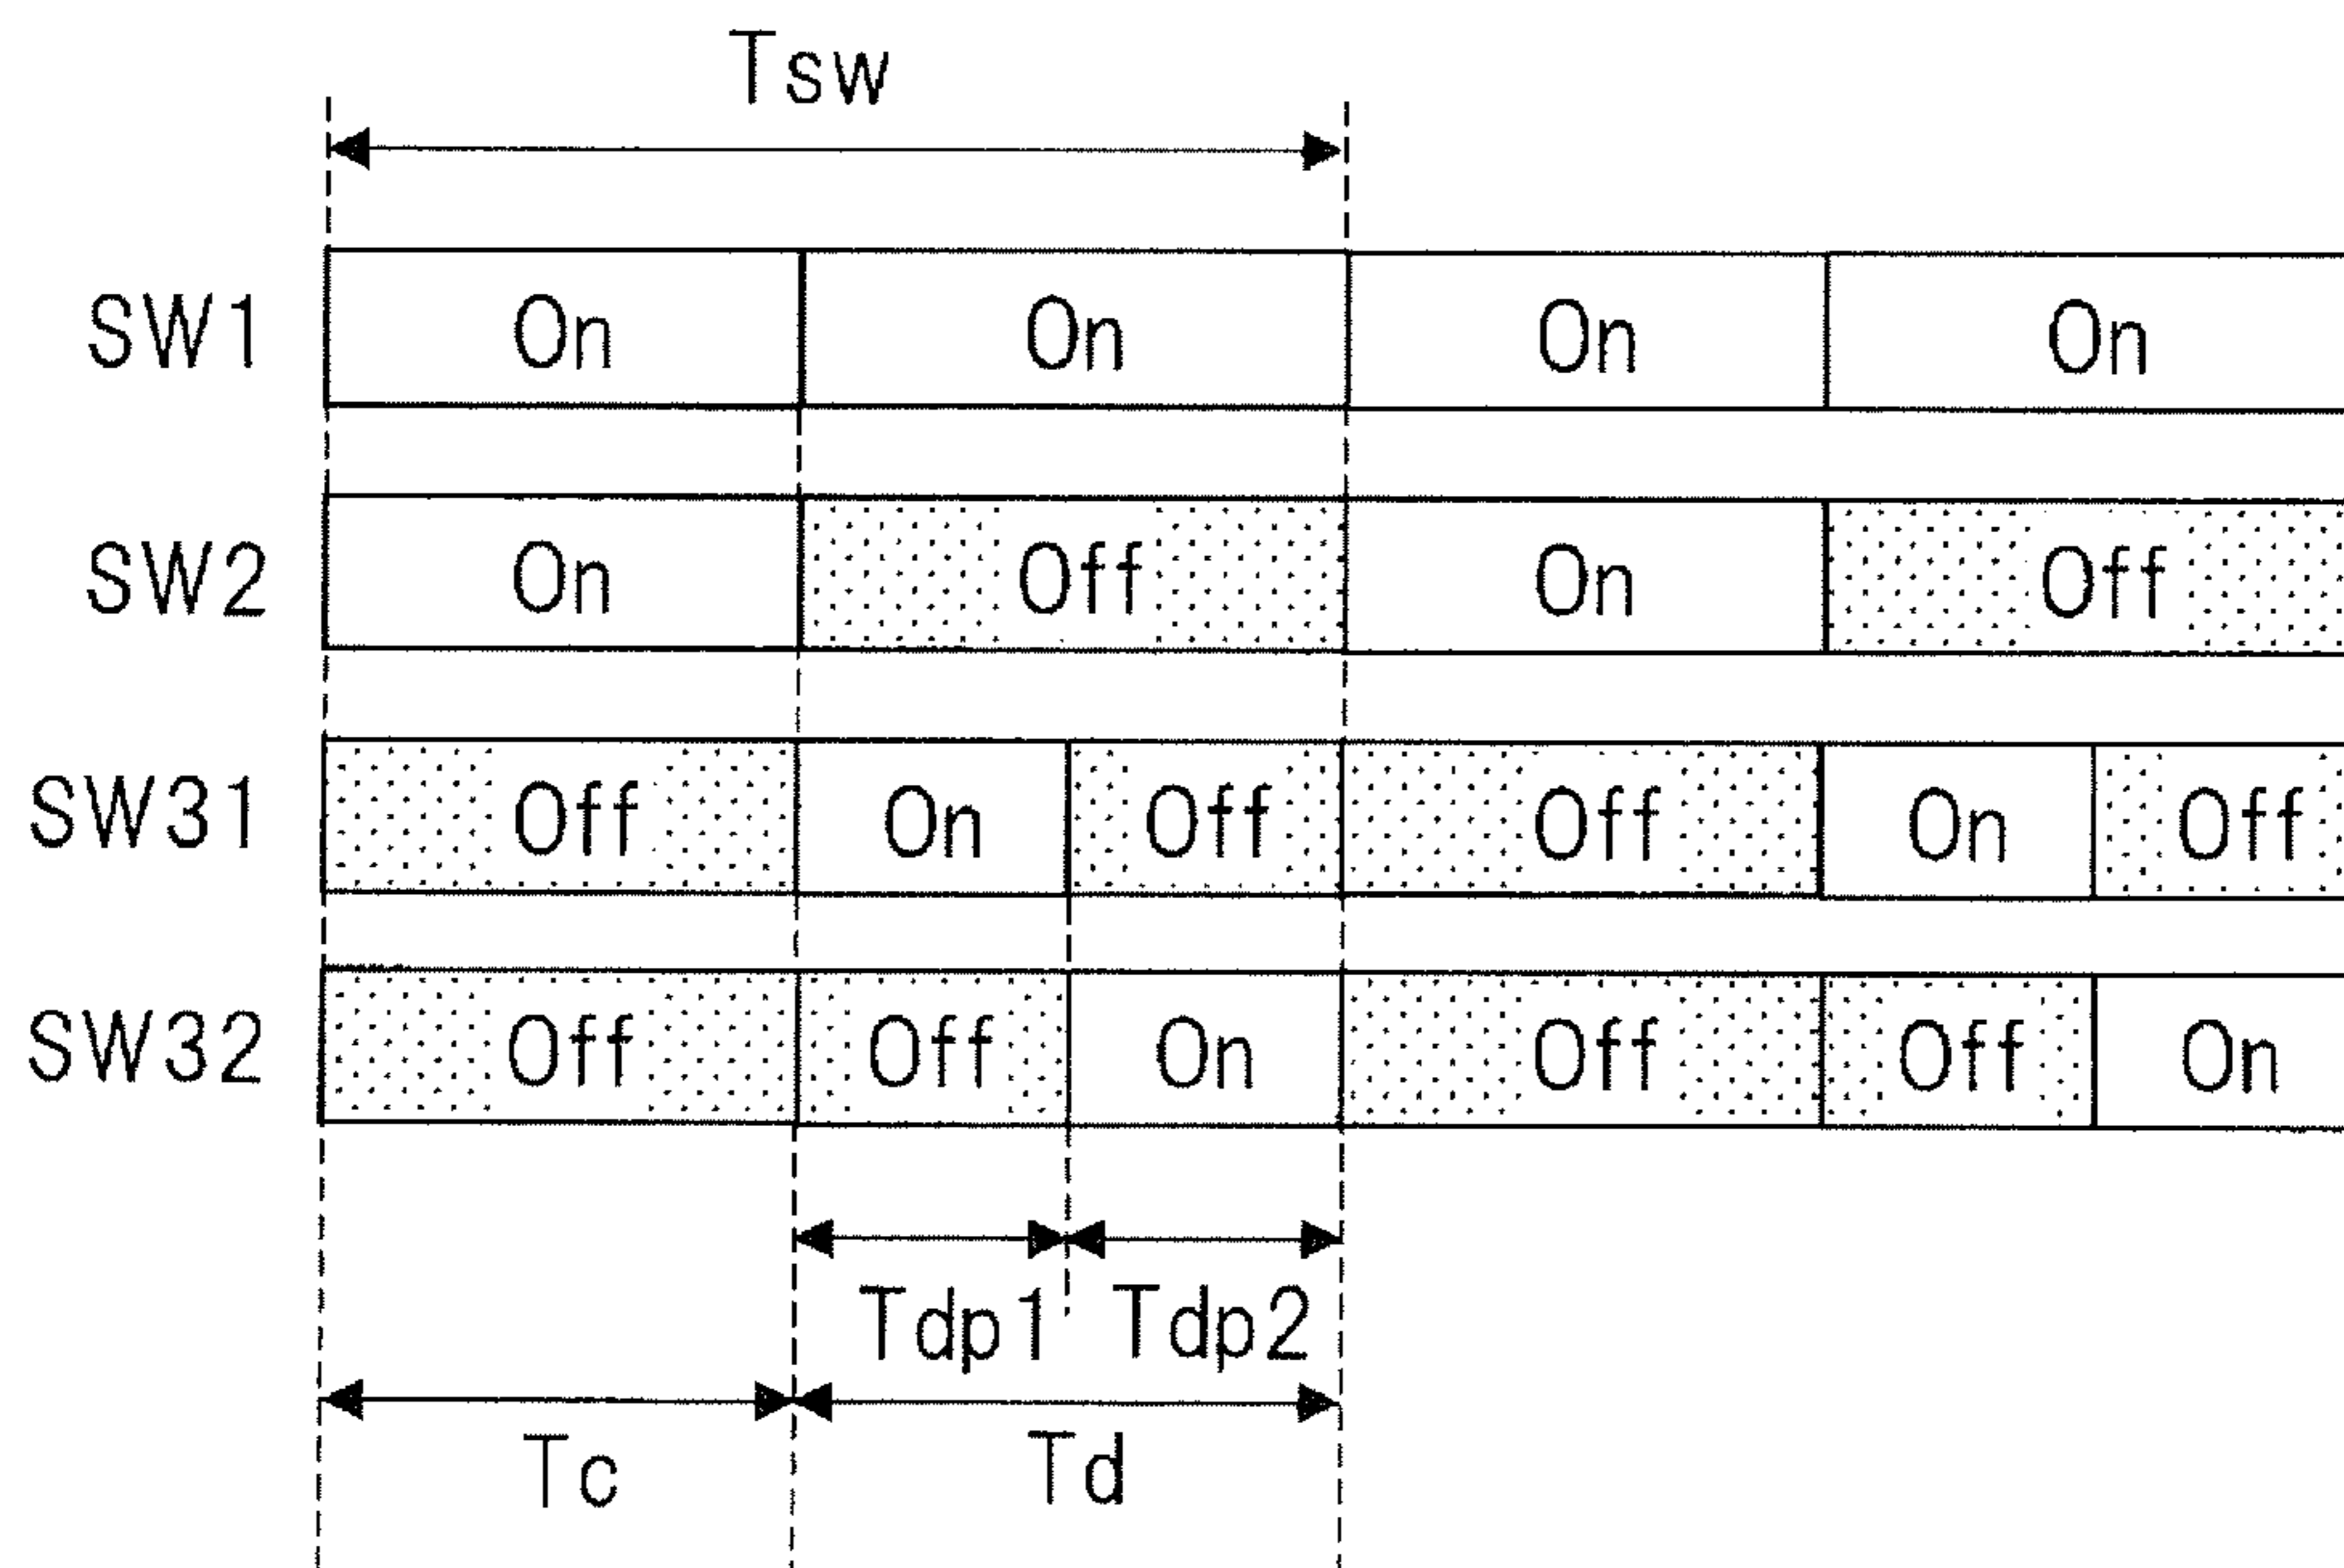 Tsw
SW1 On On On On
SW2 On Off On Off
SW31 Off On Off Off On Off
SW32 Off Off On Off Off On
Tdp1 Tdp2
Tc Td